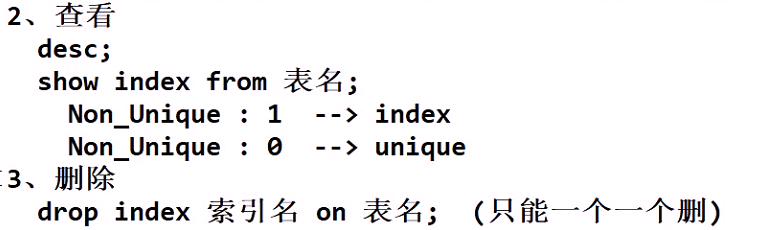 2、查看
desc;
show index from 表名;
Non_Unique : 1 --> index
Non_Unique : 0 --> unique
3、删除
drop index 索引名 on 表名; (只能一个一个删)